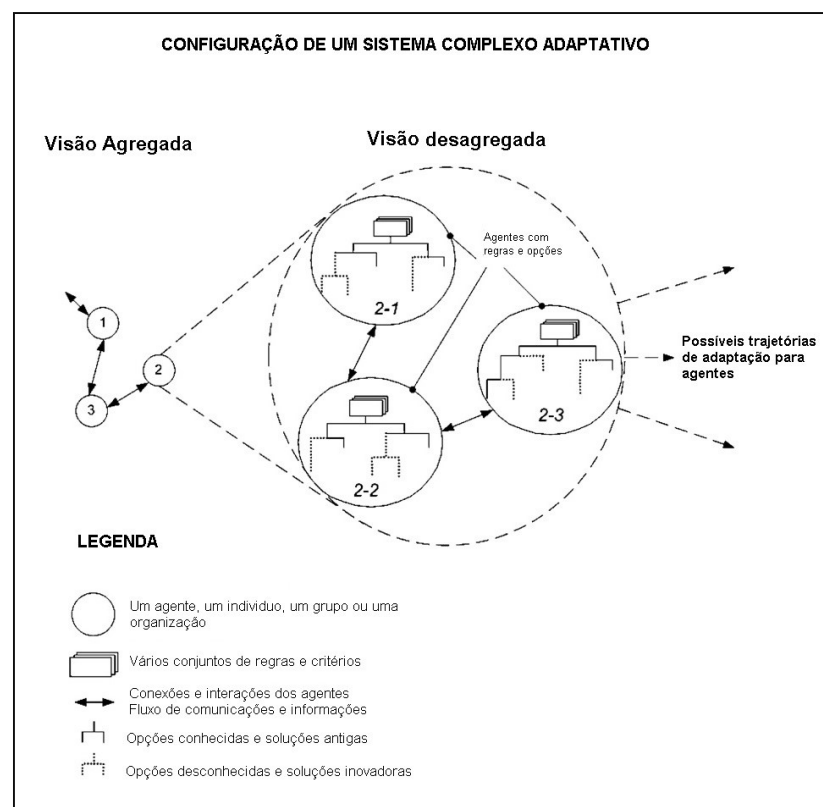 CONFIGURAÇÃO DE UM SISTEMA COMPLEXO ADAPTATIVO
Visão Agregada
Visão desagregada
1
2
3
2-1
Agentes com
regras e opções
2-2
2-3
Possíveis trajetórias
de adaptação para
agentes
LEGENDA
Um agente, um individuo, um grupo ou uma
organização
Vários conjuntos de regras e critérios
Conexões e interações dos agentes
Fluxo de comunicações e informações
Opções conhecidas e soluções antigas
Opções desconhecidas e soluções inovadoras